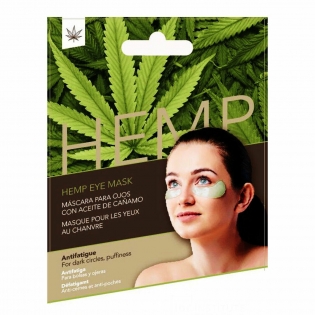 HEMP
HEMP EYE MASK
MÁSCARA PARA OJOS
CON ACEITE DE CAÑAMO
MASQUE POUR LES YEUX
AU CHANVRE
Antifatigue
For dark circles, puffiness
Antifatiga
Para bolsas y ojeras
Défatigant
Anti-cernes et anti-poches